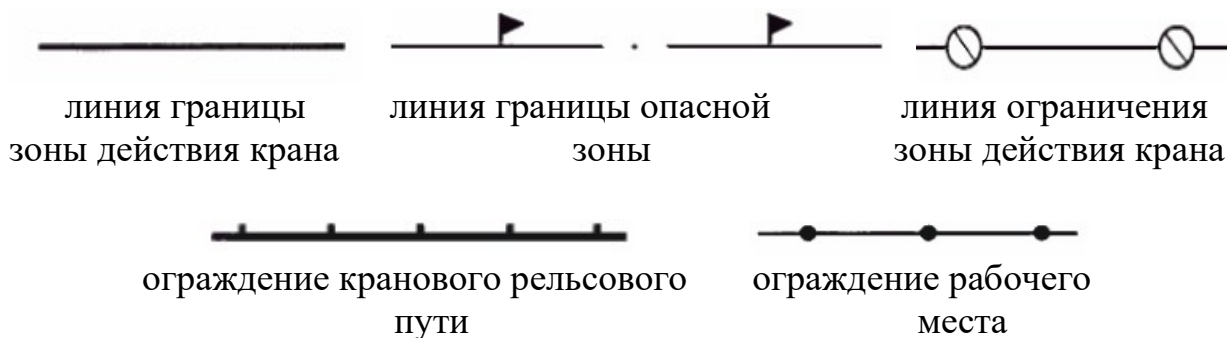 линия границы
зоны действия крана
линия границы опасной
зоны
линия ограничения
зоны действия крана
ограждение кранового рельсового
пути
ограждение рабочего
места